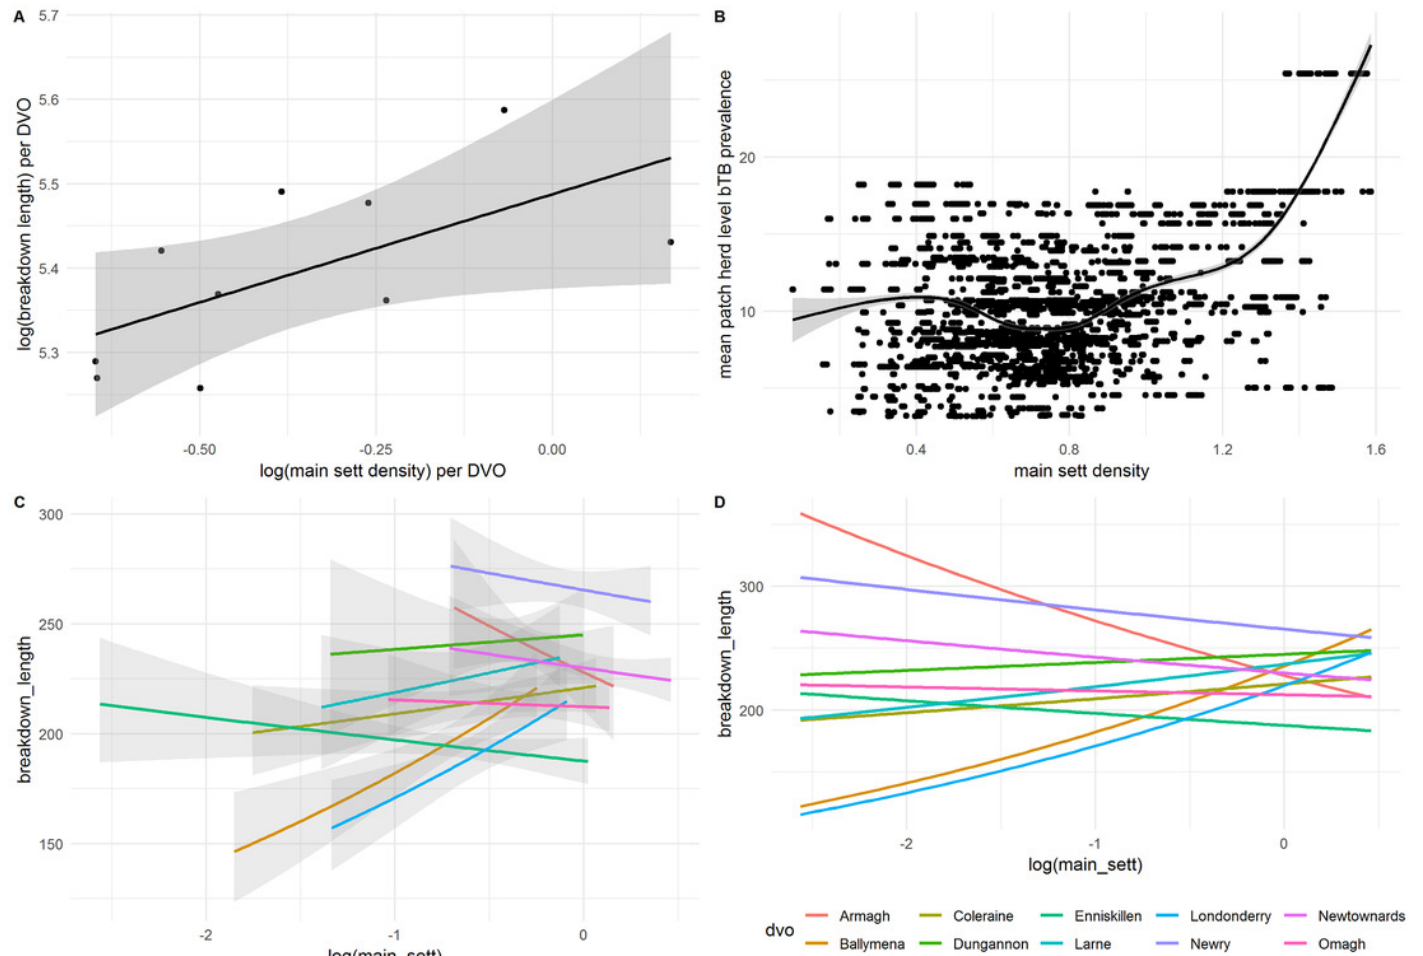 A
5.7
5.6
5.5
5.4
5.3
log(breakdown length) per DVO
-0.50
-0.25
0.00
log(main sett density) per DVO
B
20
10
mean patch herd level bTB prevalence
0.4
0.8
1.2
1.6
main sett density
C
300
250
200
150
breakdown_length
-2
-1
0
log(main_sett)
D
300
200
breakdown_length
-2
-1
0
log(main_sett)
dvo
Armagh
Coleraine
Enniskillen
Londonderry
Newtownards
Ballymena
Dungannon
Larne
Newry
Omagh